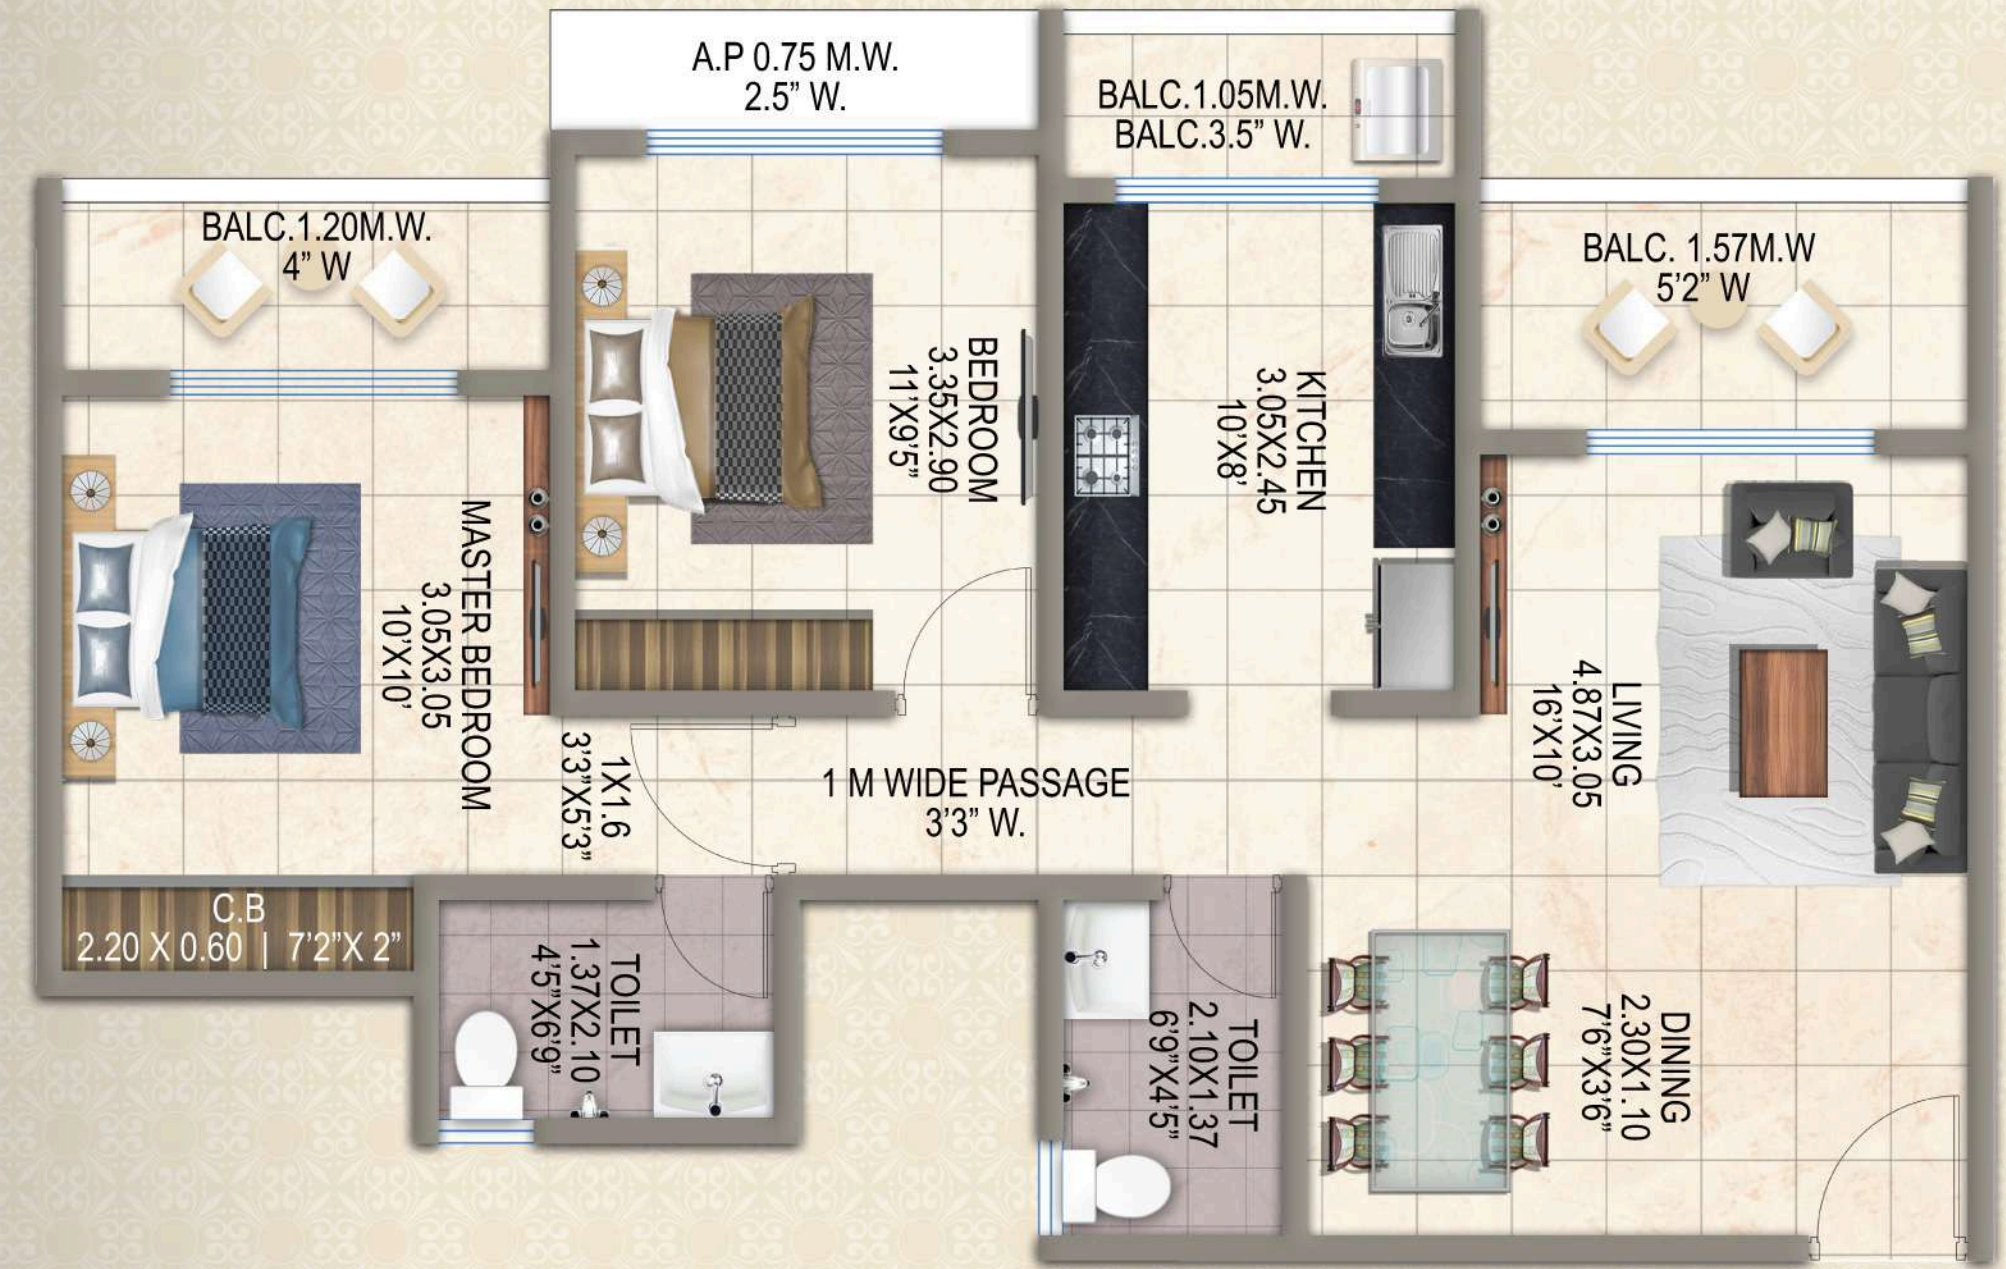 A.P 0.75 M.W.
2.5” W.
BALC.1.05M.W.
BALC.3.5” W.
BALC.1.20M.W.
4” W
BALC. 1.57M.W
5’2” W
BEDROOM
3.35X2.90
11’X9’5”
KITCHEN
3.05X2.45
10’X8’
MASTER BEDROOM
3.05X3.05
10’X10’
LIVING
4.87X3.05
16’X10’
1X1.6
3’3”X5’3”
1 M WIDE PASSAGE
3’3” W.
C.B
2.20 X 0.60 | 7’2”X 2”
TOILET
1.37X2.10
4’5”X6’9”
TOILET
2.10X1.37
6’9”X4’5”
DINING
2.30X1.10
7’6”X3’6”